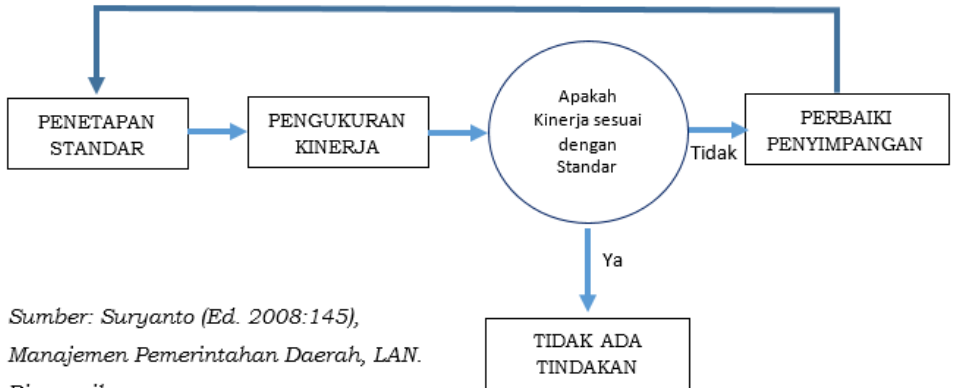 PENETAPAN
STANDAR
PENGUKURAN
KINERJA
Apakah
Kinerja sesuai
dengan
Standar
Tidak
PERBAIKI
PENYIMPANGAN
Ya
TIDAK ADA
TINDAKAN
Sumber: Suryanto (Ed. 2008:145),
Manajemen Pemerintahan Daerah, LAN.